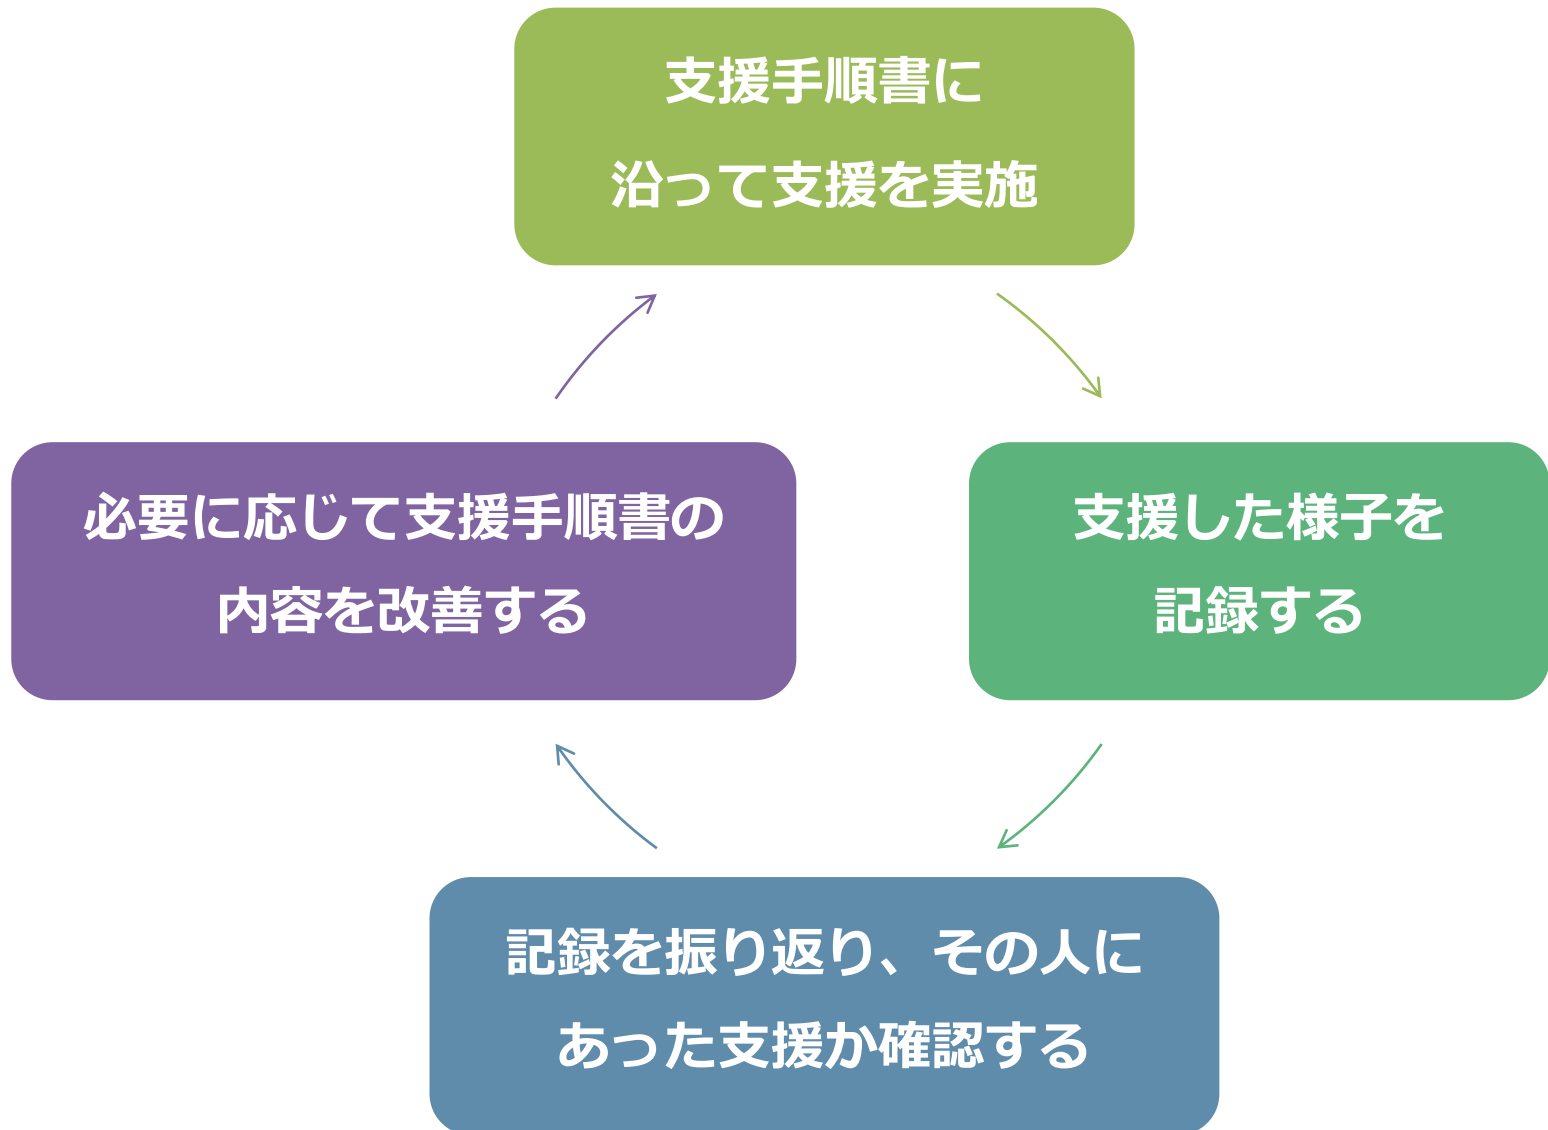 支援手順書に
沿って支援を実施
支援した様子を
記録する
記録を振り返り、その人に
あった支援か確認する
必要に応じて支援手順書の
内容を改善する